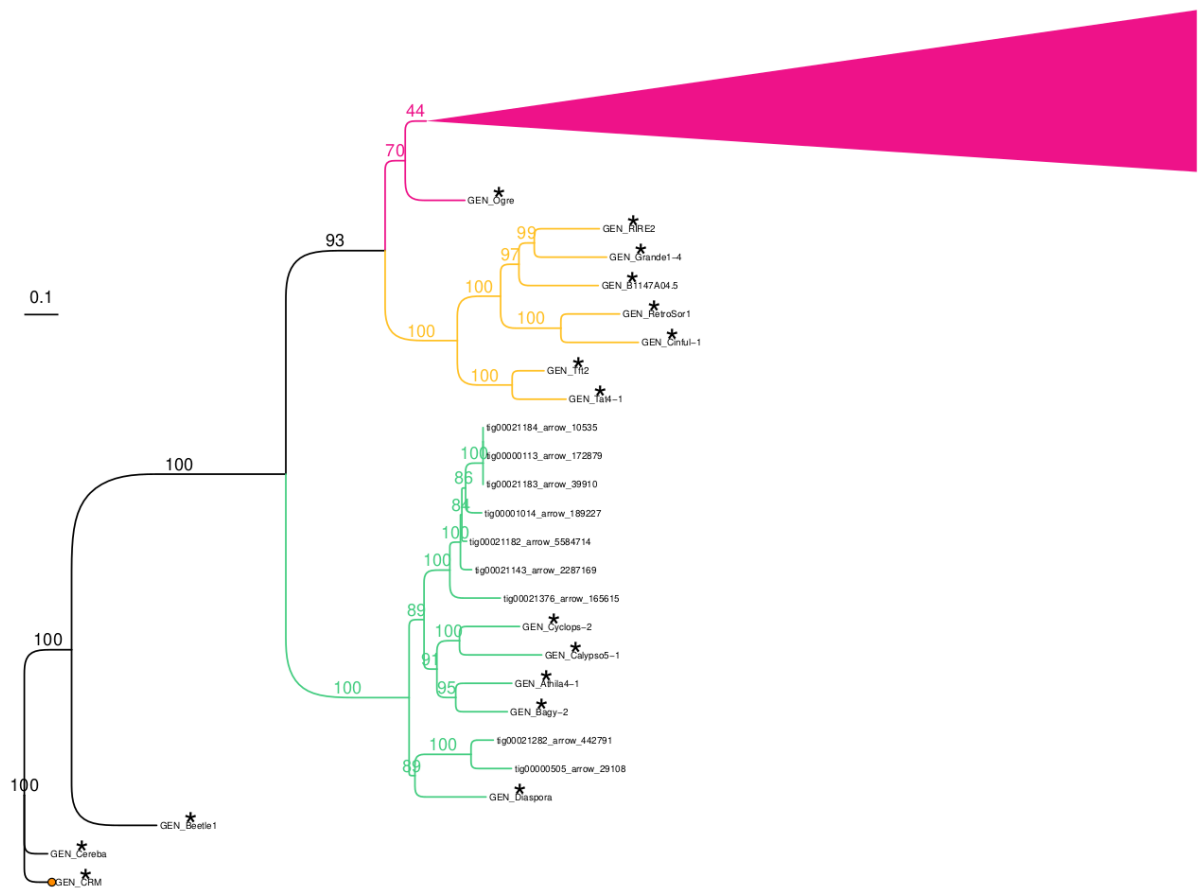 44
70
GEN_Ogre *
93
GEN_RIRE2 *
99
GEN_Grande1-4 *
97
GEN_B1147A04.5 *
100
0.1
GEN_RetroSor1 *
100
100
GEN_Cinful-1 *
GEN_Tft2 *
100
GEN_Tat4-1 *
tig00021184_arrow_10535
100
tig00000113_arrow_172879
100
86
tig00021183_arrow_39910
84
tig00001014_arrow_189227
100
tig00021182_arrow_5584714
100
tig00021143_arrow_2287169
tig00021376_arrow_165615
89
GEN_Cyclops-2 *
100
100
GEN_Calypso5-1 *
91
GEN_Athila4-1 *
100
95
GEN_Bagy-2 *
tig00021282_arrow_442791
100
89
tig00000505_arrow_29108
100
GEN_Diaspora *
GEN_Beetle1 *
GEN_Cereba *
GEN_CRM *